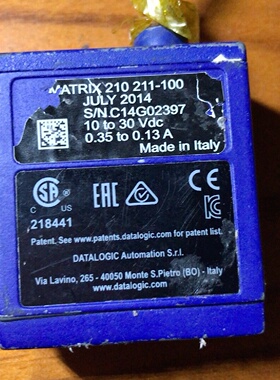 MATRIX 210 211-100
JULY 2014
S/N.C14G02397
10 to 30 Vdc
0.35 to 0.13 A
Made in Italy
C US
EAC
CE
218441
Patent. See www.patents.datalogic.com for patent list.
DATALOGIC Automation S.r.l.
Via Lavino, 265 - 40050 Monte S.Pietro (BO) - Italy
www.datalogic.com